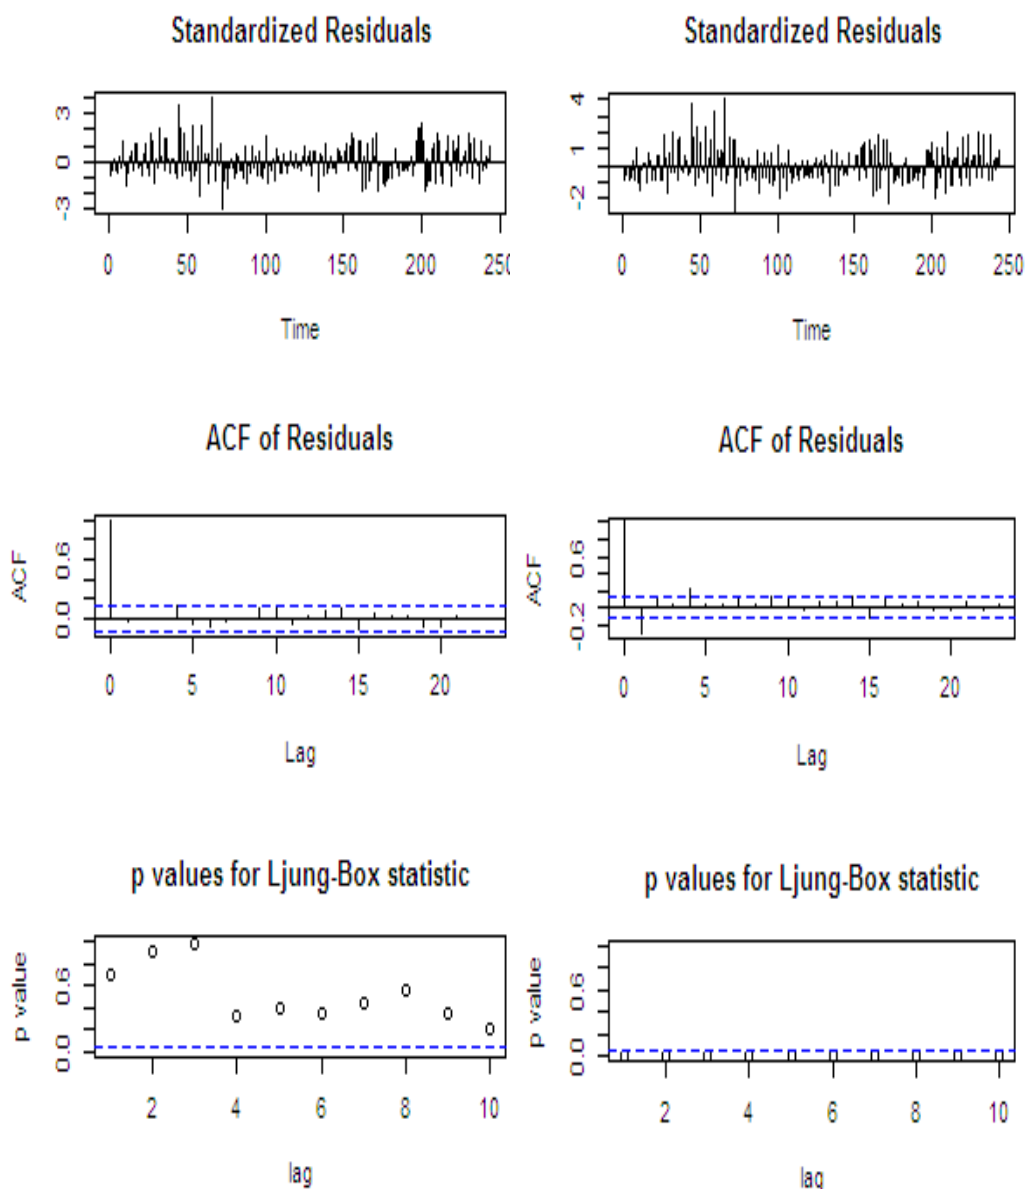 Standardized Residuals
3
0
-3
0 50 100 150 200 250
Time
Standardized Residuals
4
1
-2
0 50 100 150 200 250
Time
ACF of Residuals
ACF
0.6
0.0
0 5 10 15 20
Lag
ACF of Residuals
ACF
0.6
-0.2
0 5 10 15 20
Lag
p values for Ljung-Box statistic
p value
0.6
0.0
2 4 6 8 10
lag
p values for Ljung-Box statistic
p value
0.6
0.0
2 4 6 8 10
lag